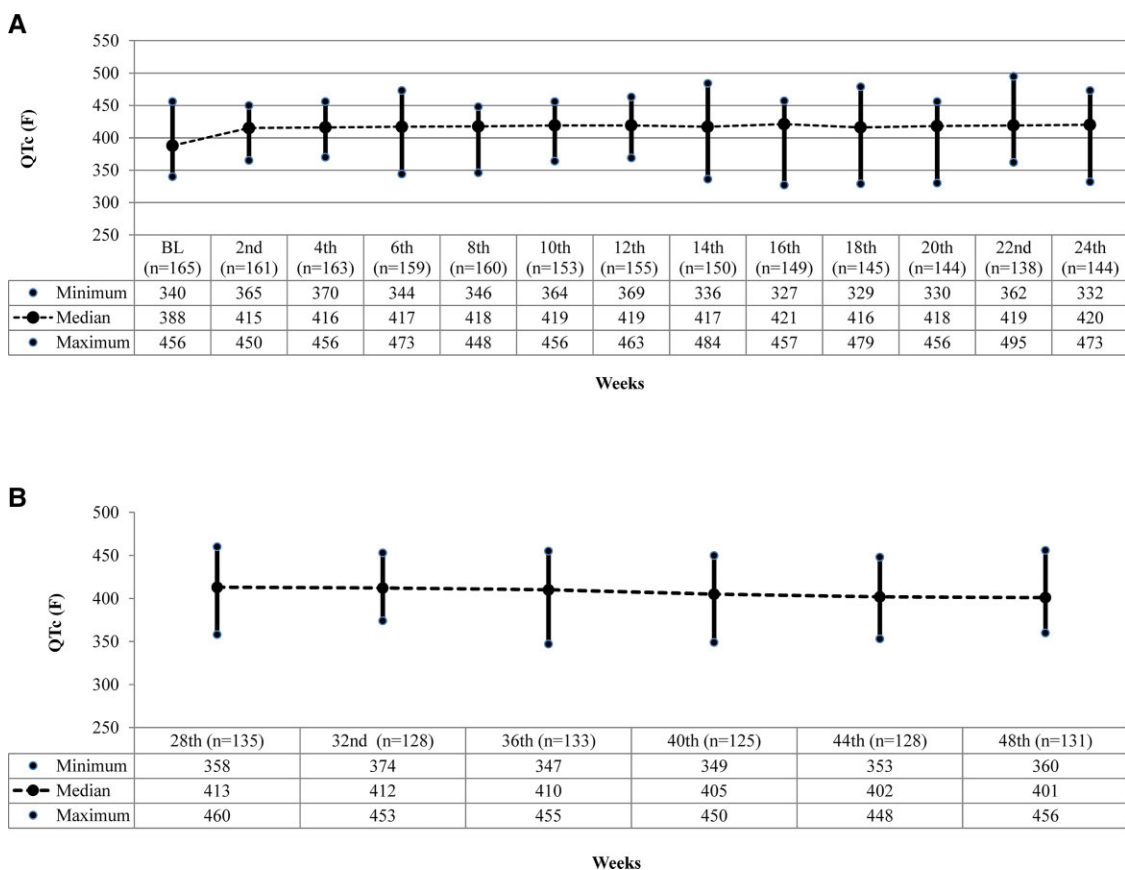 A
550
500
450
400
350
300
250
QTc (F)
BL 2nd 4th 6th 8th 10th 12th 14th 16th 18th 20th 22nd 24th
(n=165) (n=161) (n=163) (n=159) (n=160) (n=153) (n=155) (n=150) (n=149) (n=145) (n=144) (n=138) (n=144)
Minimum 340 365 370 344 346 364 369 336 327 329 330 362 332
Median 388 415 416 417 418 419 419 417 421 416 418 419 420
Maximum 456 450 456 473 448 456 463 484 457 479 456 495 473
Weeks
B
500
450
400
350
300
250
QTc (F)
28th (n=135) 32nd (n=128) 36th (n=133) 40th (n=125) 44th (n=128) 48th (n=131)
Minimum 358 374 347 349 353 360
Median 413 412 410 405 402 401
Maximum 460 453 455 450 448 456
Weeks